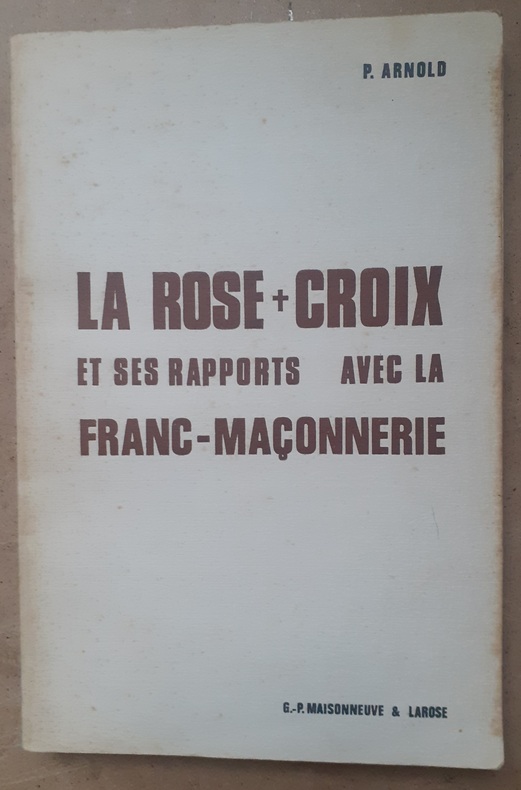 P. ARNOLD
LA ROSE + CROIX
ET SES RAPPORTS AVEC LA
FRANC-MAÇONNERIE
G.-P. MAISONNEUVE & LAROSE